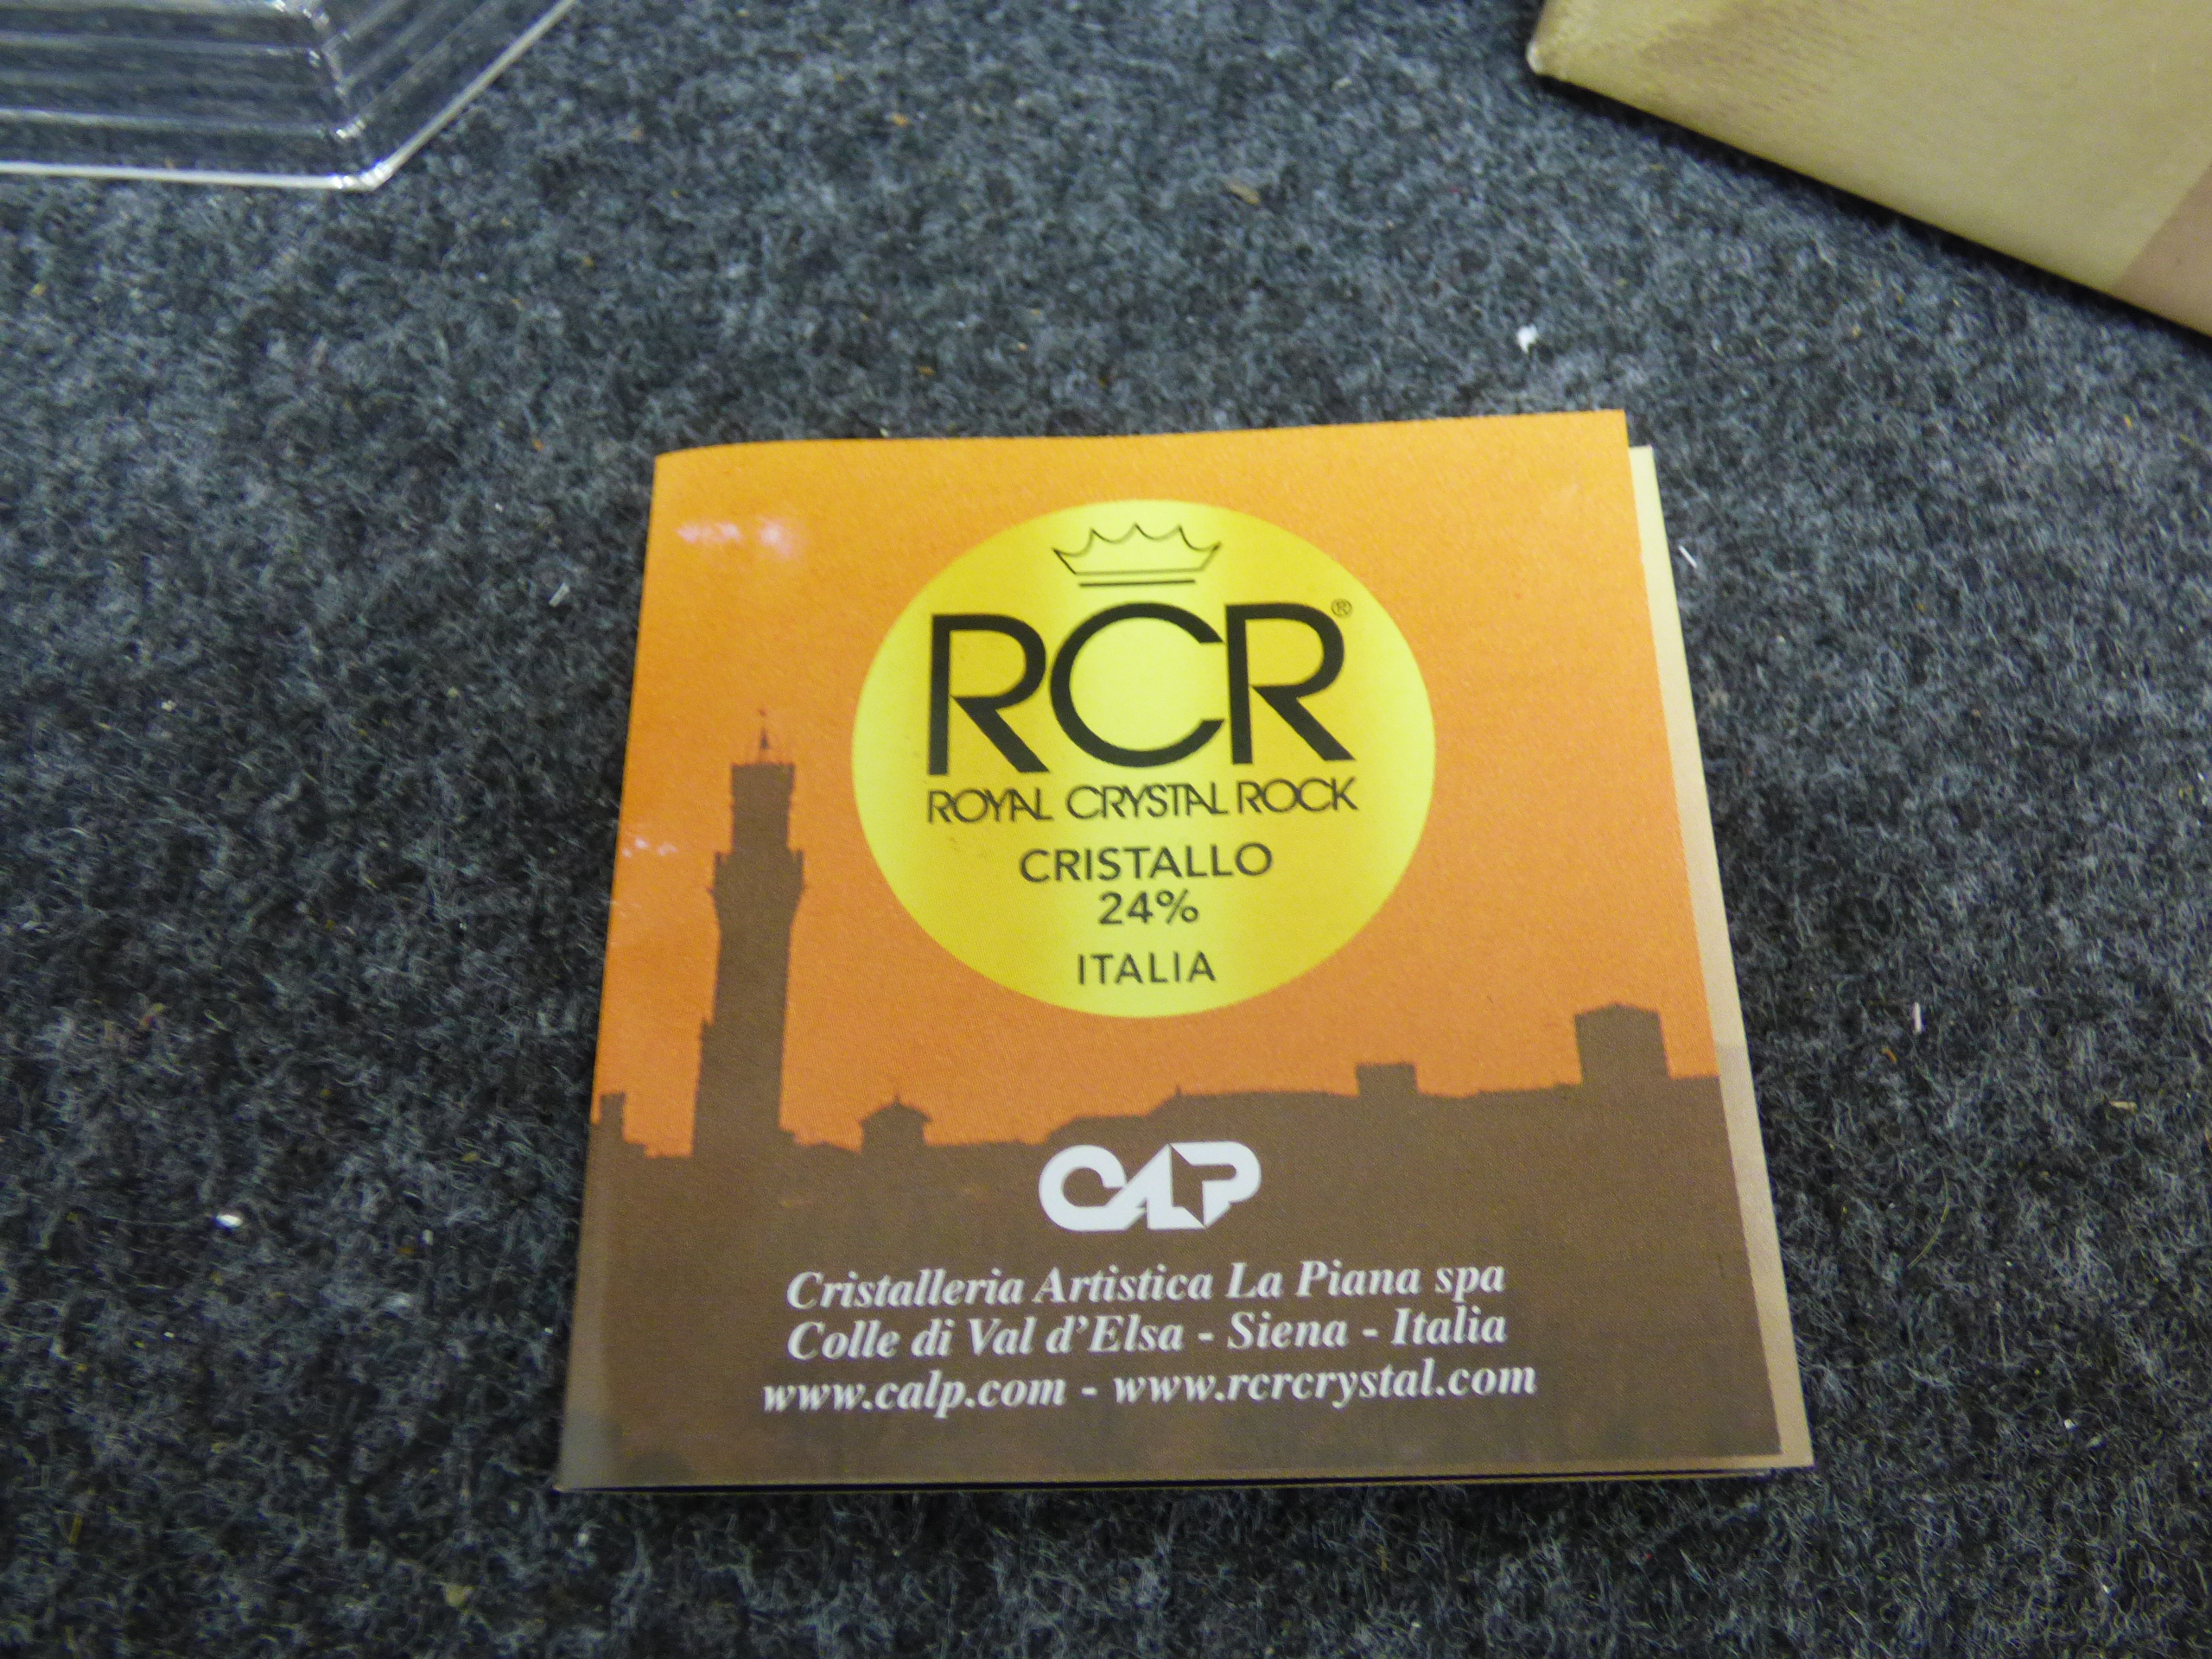 RCR®
ROYAL CRYSTAL ROCK
CRISTALLO
24%
ITALIA
CALP
Cristalleria Artistica La Piana spa
Colle di Val d'Elsa - Siena - Italia
www.calp.com - www.rcrcrystal.com